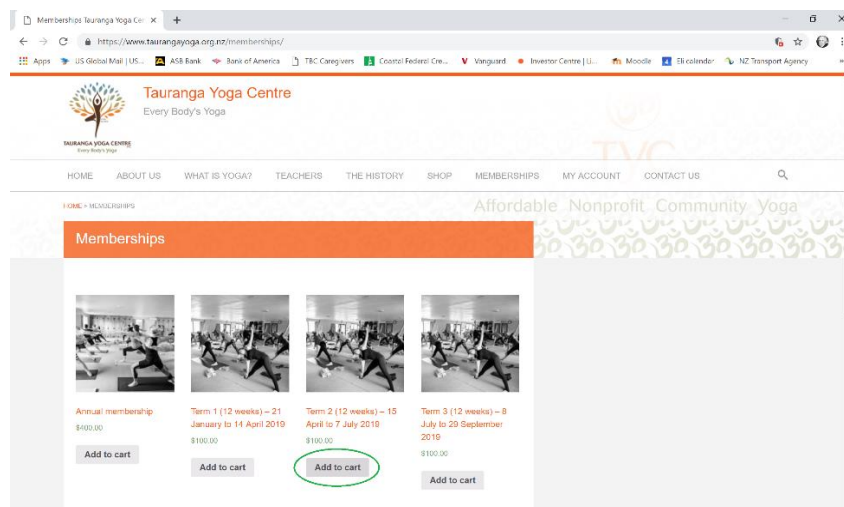 Memberships Tauranga Yoga Cen
https://www.taurangayoga.org.nz/memberships/
Apps US Global Mail | US... ASB Bank Bank of America TBC Caregivers Coastal Federal Cre... Vanguard Investor Centre | Li... Moodle Eli calendar NZ Transport Agency
Tauranga Yoga Centre
Every Body's Yoga
TAURANGA YOGA CENTRE
Every Body's Yoga
TYC
HOME ABOUT US WHAT IS YOGA? TEACHERS THE HISTORY SHOP MEMBERSHIPS MY ACCOUNT CONTACT US
HOME » MEMBERSHIPS
Affordable Nonprofit Community Yoga
Memberships
Annual membership
$400.00
Add to cart
Term 1 (12 weeks) – 21
January to 14 April 2019
$100.00
Add to cart
Term 2 (12 weeks) – 15
April to 7 July 2019
$100.00
Add to cart
Term 3 (12 weeks) – 8
July to 29 September
2019
$100.00
Add to cart